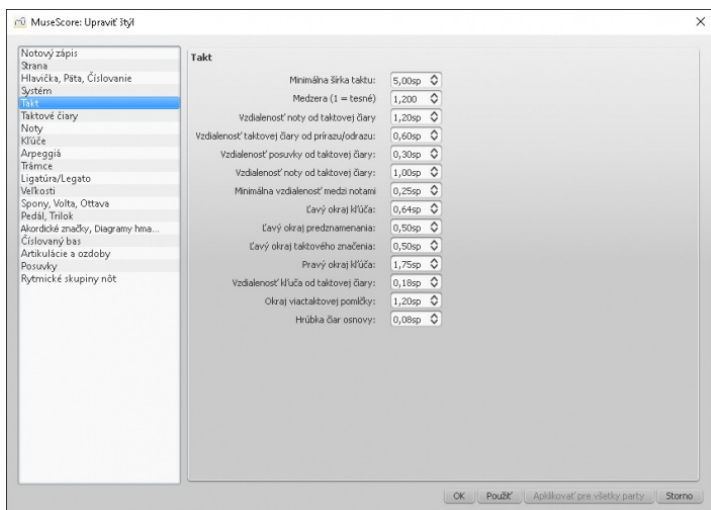 MuseScore: Upraviť štýl
Notový zápis
Strana
Hlavička, Päta, Číslovanie
Systém
Takt
Taktové čiary
Noty
Kľúče
Arpeggiá
Trámce
Ligatúra/Legato
Veľkosti
Spony, Volta, Ottava
Pedál, Trilok
Akordické značky, Diagramy hma...
Číslovaný bas
Artikulácie a ozdoby
Posuvky
Rytmické skupiny nôt
Takt
Minimálna šírka taktu: 5,00sp
Medzera (1 = tesné) 1,200
Vzdialenosť noty od taktovej čiary 1,20sp
Vzdialenosť taktovej čiary od prírazu/odrazu: 0,60sp
Vzdialenosť posuvky od taktovej čiary: 0,30sp
Vzdialenosť noty od taktovej čiary: 1,00sp
Minimálna vzdialenosť medzi notami 0,25sp
Ľavý okraj kľúča: 0,64sp
Ľavý okraj predznamenania: 0,50sp
Ľavý okraj taktového značenia: 0,50sp
Pravý okraj kľúča: 1,75sp
Vzdialenosť kľúča od taktovej čiary: 0,18sp
Okraj viactaktovej pomlčky: 1,20sp
Hrúbka čiar osnovy: 0,08sp
OK Použiť Aplikovať pre všetky party Storno